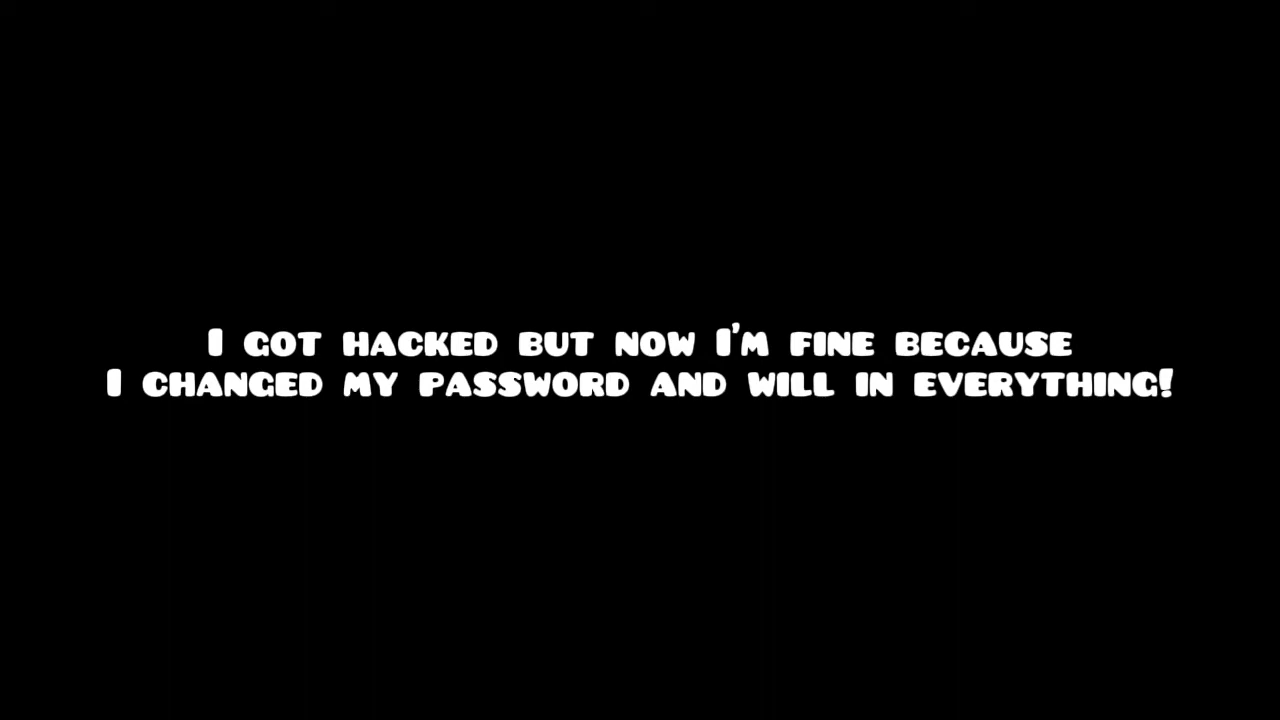 I GOT HACKED BUT NOW I'M FINE BECAUSE
I CHANGED MY PASSWORD AND WILL IN EVERYTHING!